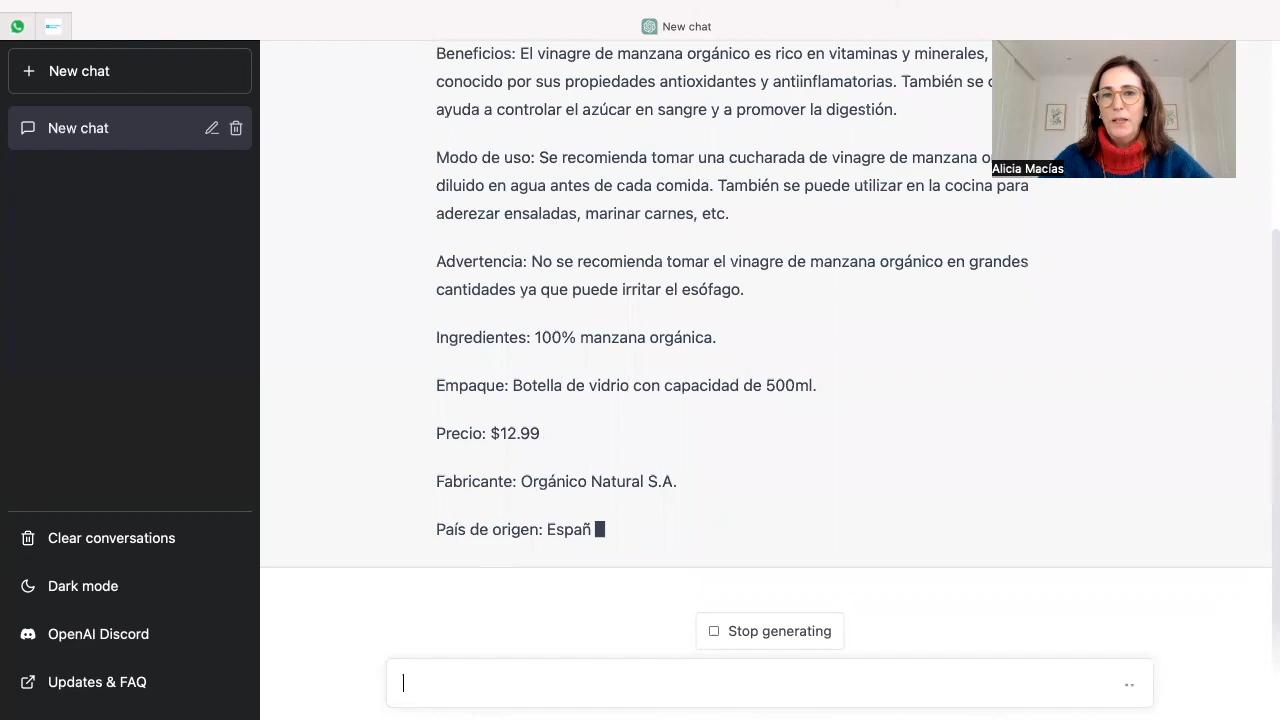 New chat
New chat
New chat
Beneficios: El vinagre de manzana orgánico es rico en vitaminas y minerales,
conocido por sus propiedades antioxidantes y antiinflamatorias. También se
ayuda a controlar el azúcar en sangre y a promover la digestión.
Modo de uso: Se recomienda tomar una cucharada de vinagre de manzana
diluido en agua antes de cada comida. También se puede utilizar en la cocina para
aderezar ensaladas, marinar carnes, etc.
Advertencia: No se recomienda tomar el vinagre de manzana orgánico en grandes
cantidades ya que puede irritar el esófago.
Ingredientes: 100% manzana orgánica.
Empaque: Botella de vidrio con capacidad de 500ml.
Precio: $12.99
Fabricante: Orgánico Natural S.A.
País de origen: Españ
Alicia Macías
Clear conversations
Dark mode
OpenAI Discord
Updates & FAQ
Stop generating